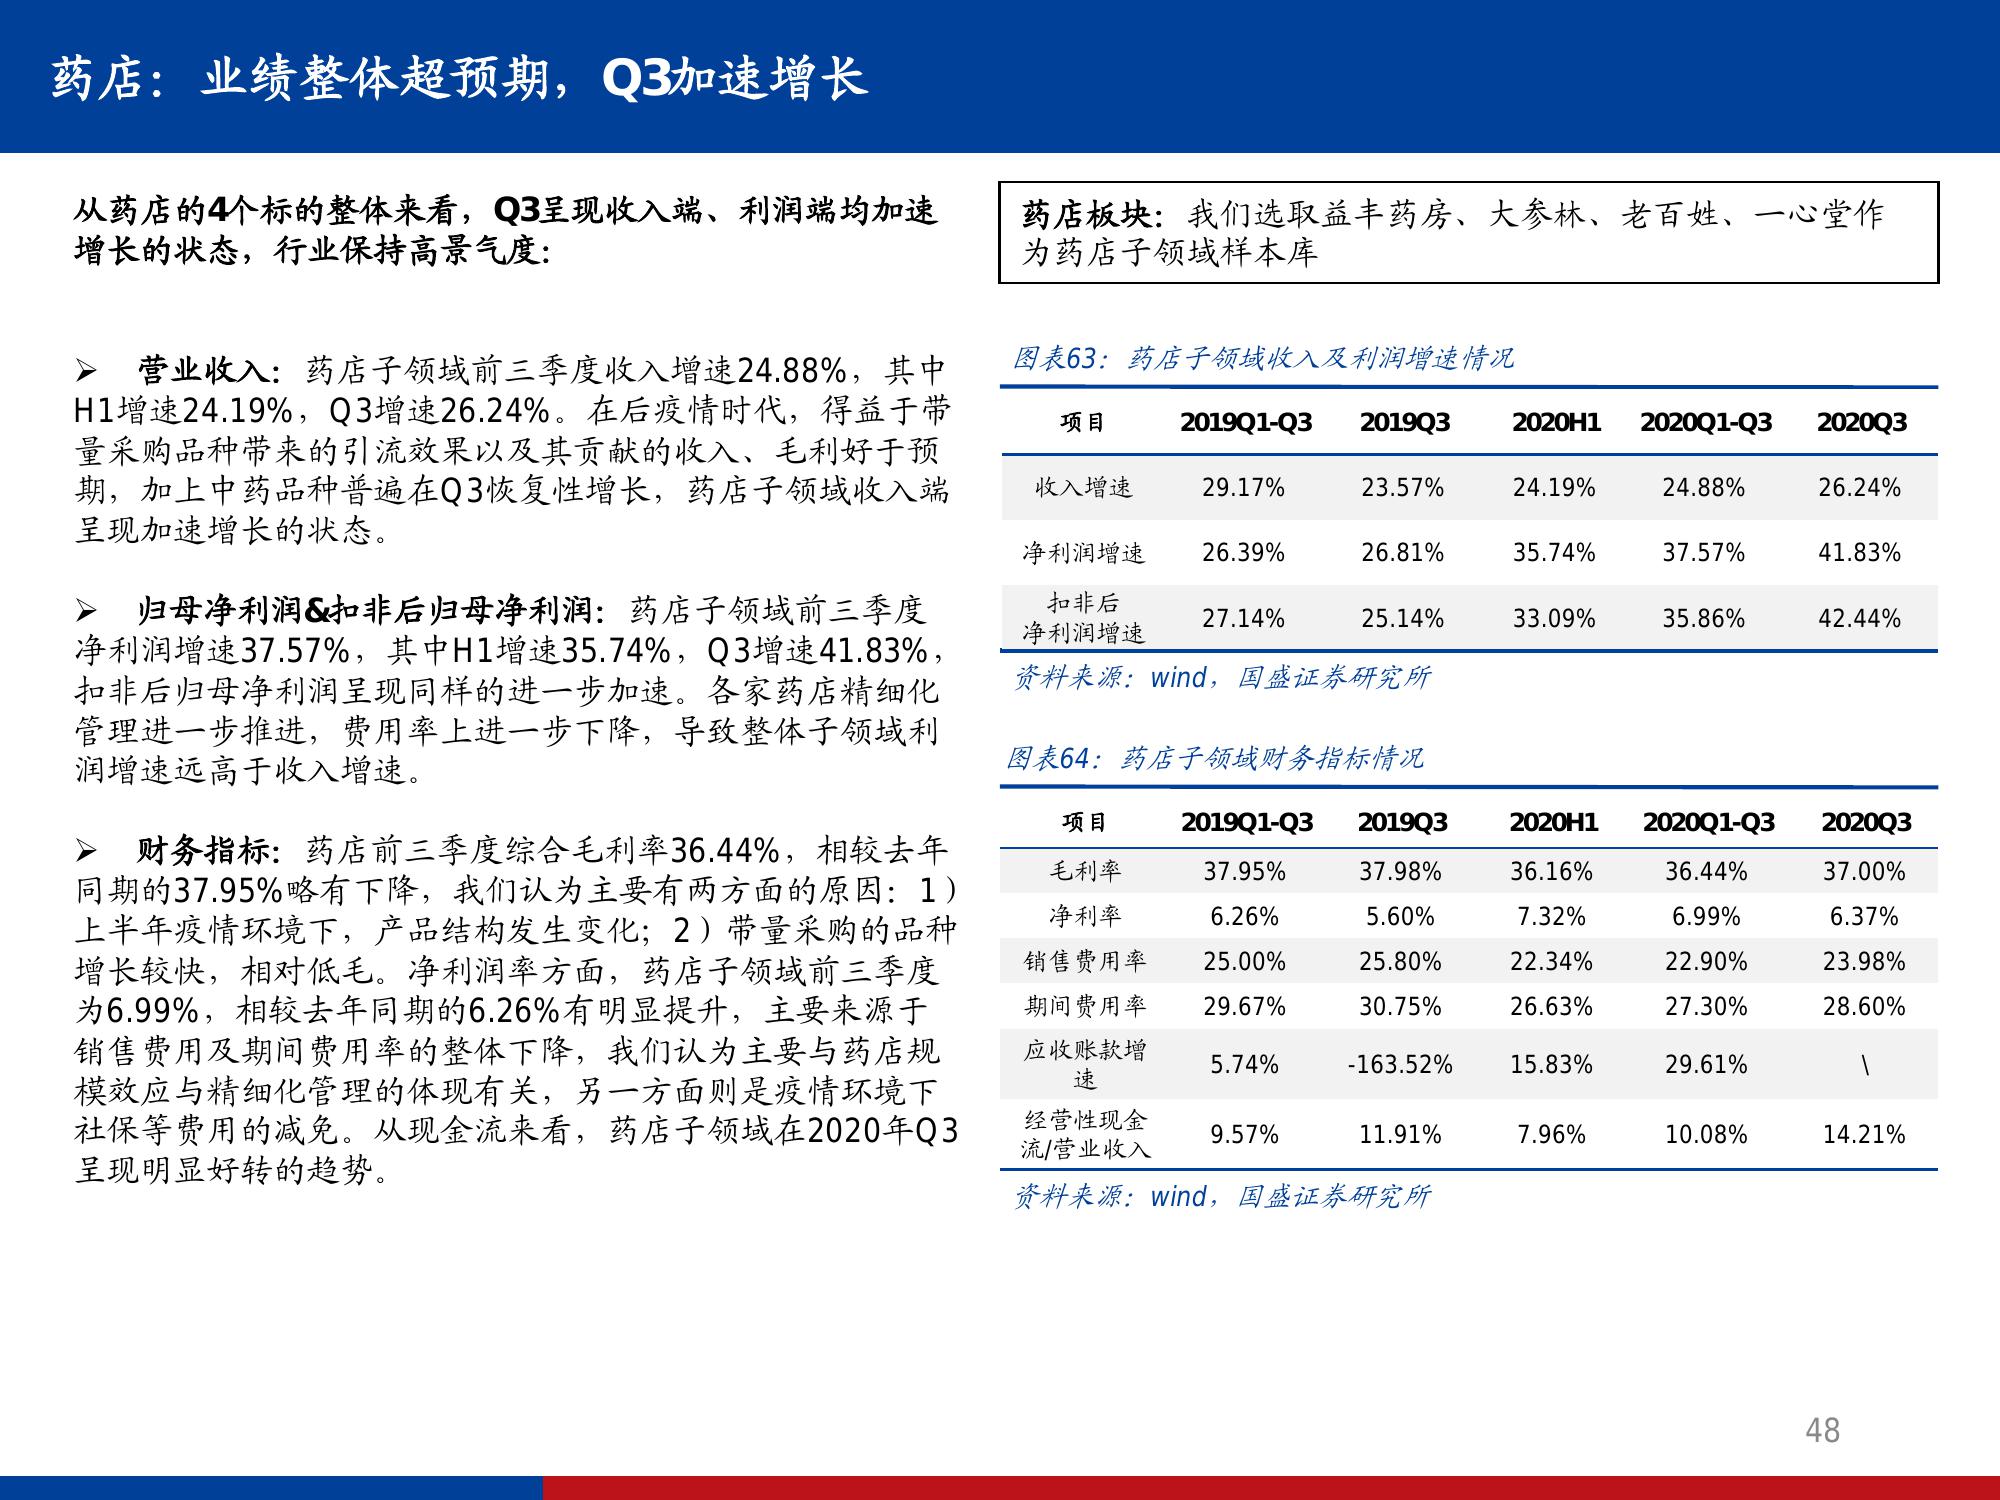 药店：业绩整体超预期，Q3加速增长
从药店的4个标的整体来看，Q3呈现收入端、利润端均加速
增长的状态，行业保持高景气度：
➢ 营业收入：药店子领域前三季度收入增速24.88%，其中
H1增速24.19%，Q3增速26.24%。在后疫情时代，得益于带
量采购品种带来的引流效果以及其贡献的收入、毛利好于预
期，加上中药品种普遍在Q3恢复性增长，药店子领域收入端
呈现加速增长的状态。
➢ 归母净利润&扣非后归母净利润：药店子领域前三季度
净利润增速37.57%，其中H1增速35.74%，Q3增速41.83%，
扣非后归母净利润呈现同样的进一步加速。各家药店精细化
管理进一步推进，费用率上进一步下降，导致整体子领域利
润增速远高于收入增速。
➢ 财务指标：药店前三季度综合毛利率36.44%，相较去年
同期的37.95%略有下降，我们认为主要有两方面的原因：1）
上半年疫情环境下，产品结构发生变化；2）带量采购的品种
增长较快，相对低毛。净利润率方面，药店子领域前三季度
为6.99%，相较去年同期的6.26%有明显提升，主要来源于
销售费用及期间费用率的整体下降，我们认为主要与药店规
模效应与精细化管理的体现有关，另一方面则是疫情环境下
社保等费用的减免。从现金流来看，药店子领域在2020年Q3
呈现明显好转的趋势。
药店板块：我们选取益丰药房、大参林、老百姓、一心堂作
为药店子领域样本库
图表63：药店子领域收入及利润增速情况
项目 2019Q1-Q3 2019Q3 2020H1 2020Q1-Q3 2020Q3
收入增速 29.17% 23.57% 24.19% 24.88% 26.24%
净利润增速 26.39% 26.81% 35.74% 37.57% 41.83%
扣非后
净利润增速 27.14% 25.14% 33.09% 35.86% 42.44%
资料来源：wind，国盛证券研究所
图表64：药店子领域财务指标情况
项目 2019Q1-Q3 2019Q3 2020H1 2020Q1-Q3 2020Q3
毛利率 37.95% 37.98% 36.16% 36.44% 37.00%
净利率 6.26% 5.60% 7.32% 6.99% 6.37%
销售费用率 25.00% 25.80% 22.34% 22.90% 23.98%
期间费用率 29.67% 30.75% 26.63% 27.30% 28.60%
应收账款增
速 5.74% -163.52% 15.83% 29.61% \
经营性现金
流/营业收入 9.57% 11.91% 7.96% 10.08% 14.21%
资料来源：wind，国盛证券研究所
48